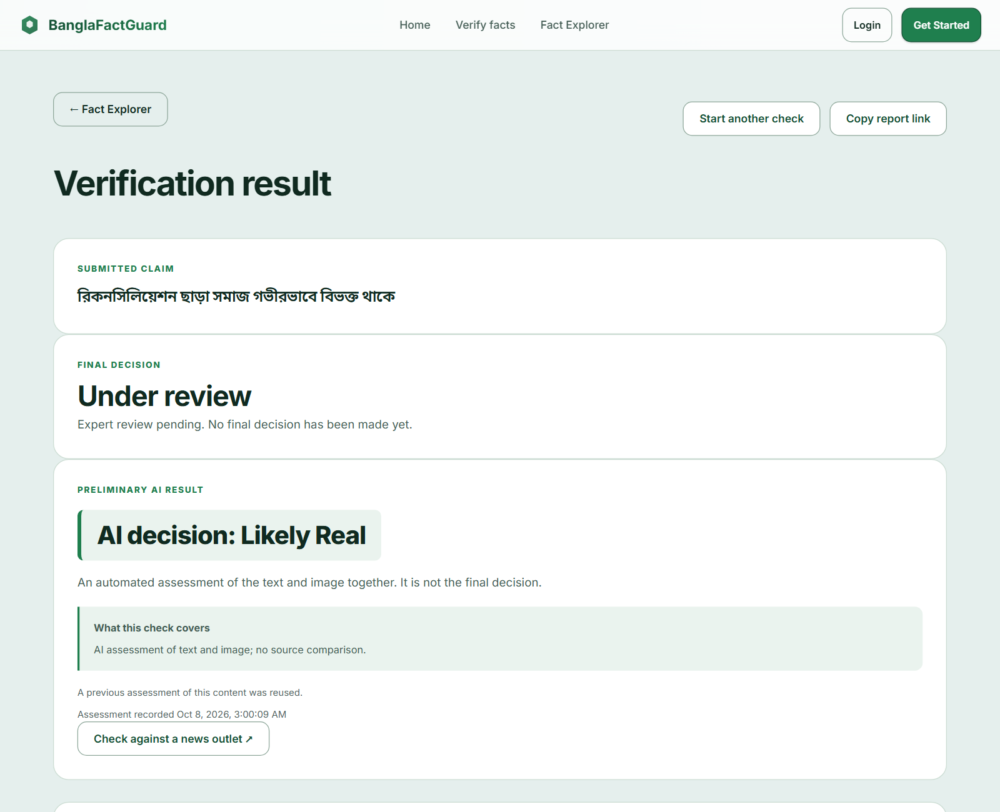 BanglaFactGuard
Home Verify facts Fact Explorer
Login Get Started
← Fact Explorer
Start another check Copy report link
Verification result
SUBMITTED CLAIM
রিকনসিলিয়েশন ছাড়া সমাজ গভীরভাবে বিভক্ত থাকে
FINAL DECISION
Under review
Expert review pending. No final decision has been made yet.
PRELIMINARY AI RESULT
AI decision: Likely Real
An automated assessment of the text and image together. It is not the final decision.
What this check covers
AI assessment of text and image; no source comparison.
A previous assessment of this content was reused.
Assessment recorded Oct 8, 2026, 3:00:09 AM
Check against a news outlet ↗